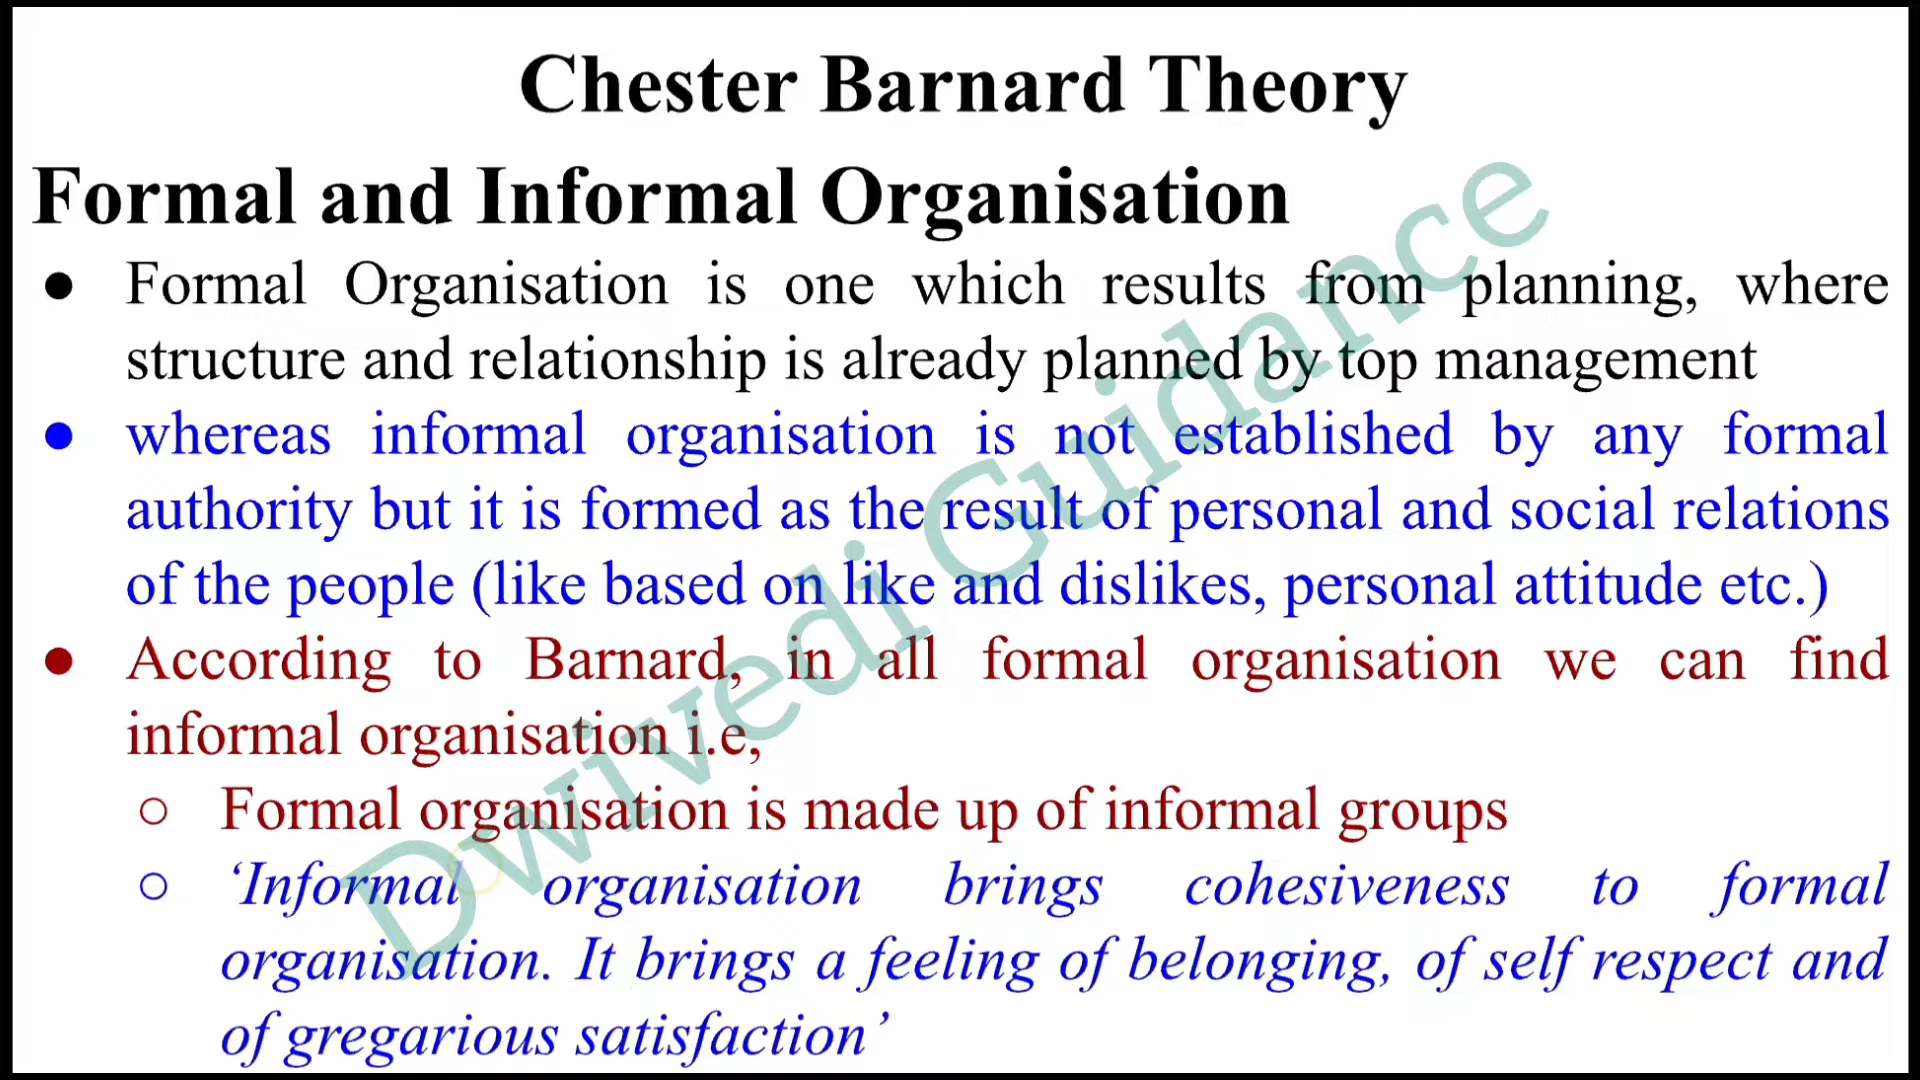 Chester Barnard Theory
Formal and Informal Organisation
● Formal Organisation is one which results from planning, where
structure and relationship is already planned by top management
● whereas informal organisation is not established by any formal
authority but it is formed as the result of personal and social relations
of the people (like based on like and dislikes, personal attitude etc.)
● According to Barnard, in all formal organisation we can find
informal organisation i.e,
○ Formal organisation is made up of informal groups
○ ‘Informal organisation brings cohesiveness to formal
organisation. It brings a feeling of belonging, of self respect and
of gregarious satisfaction’
Dwivedi Guidance